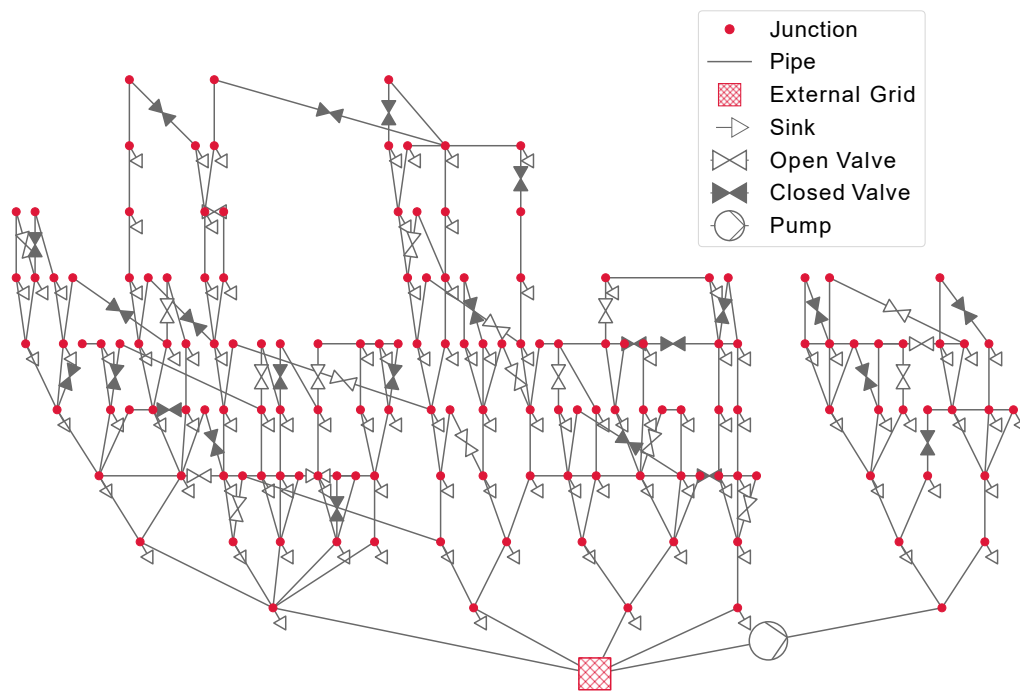 Junction
Pipe
External Grid
Sink
Open Valve
Closed Valve
Pump